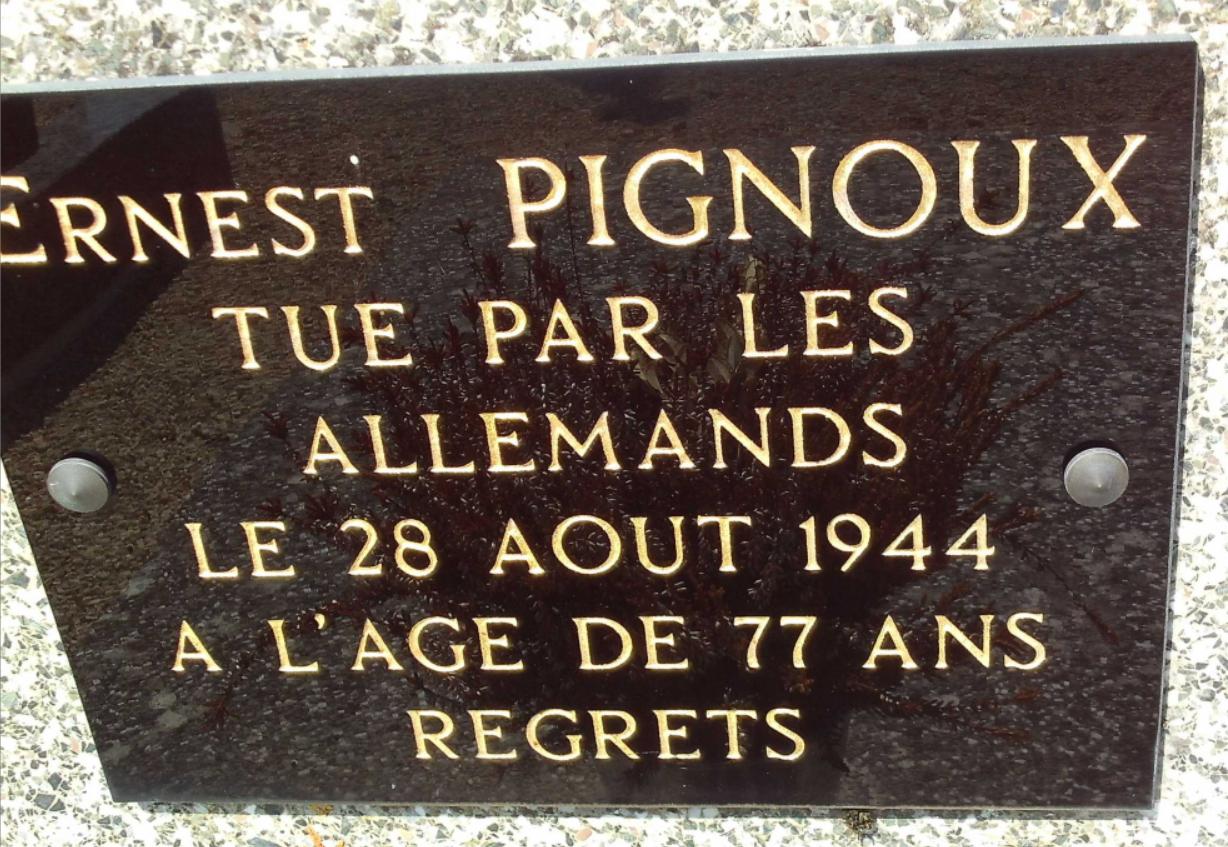 ERNEST PIGNOUX
TUE PAR LES
ALLEMANDS
LE 28 AOUT 1944
A L'AGE DE 77 ANS
REGRETS